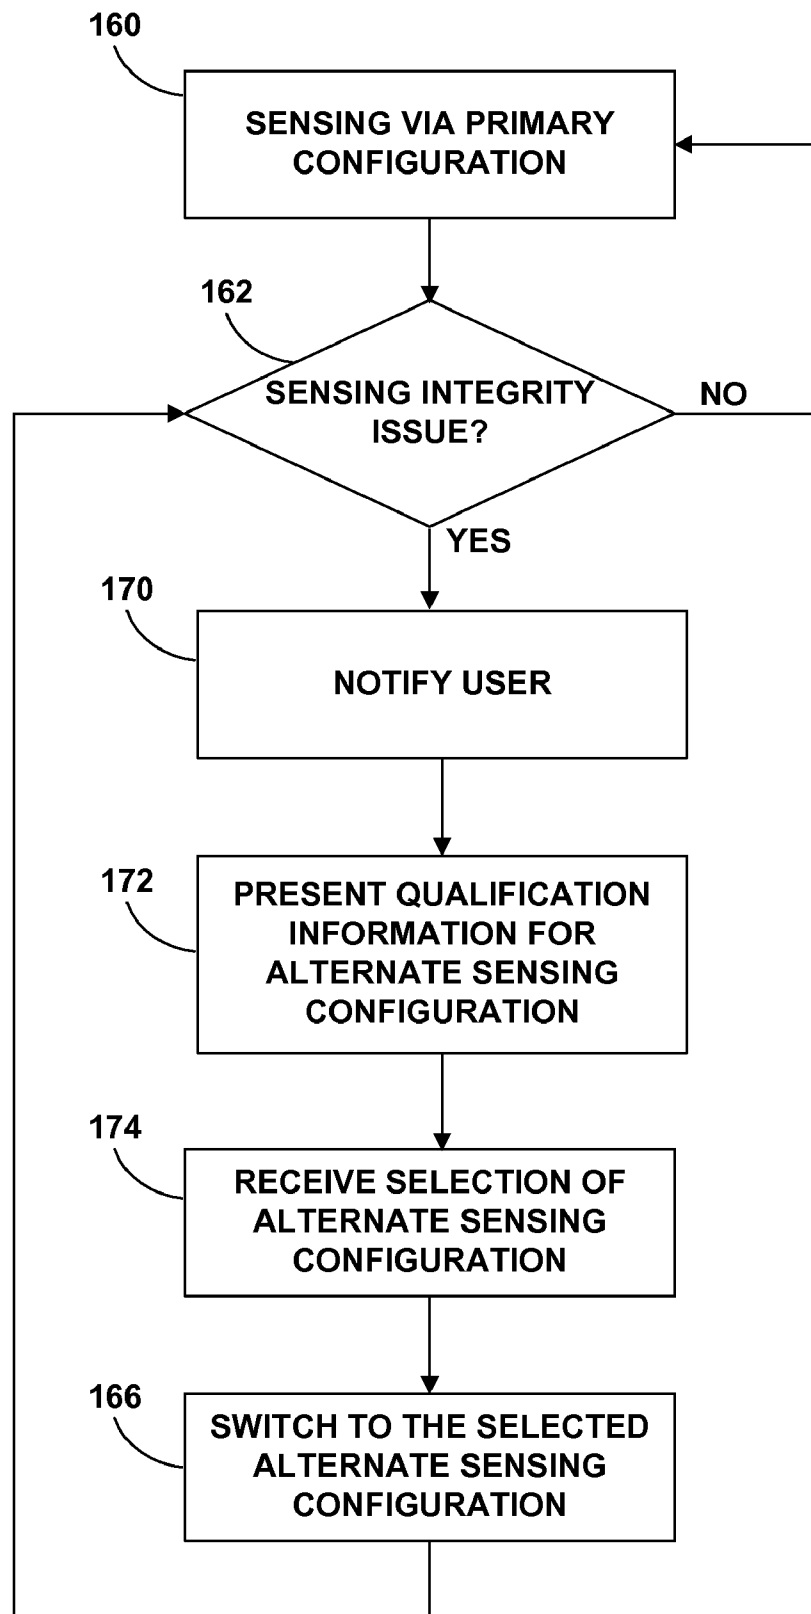 160
SENSING VIA PRIMARY
CONFIGURATION
162
SENSING INTEGRITY
ISSUE?
NO
YES
170
NOTIFY USER
172
PRESENT QUALIFICATION
INFORMATION FOR
ALTERNATE SENSING
CONFIGURATION
174
RECEIVE SELECTION OF
ALTERNATE SENSING
CONFIGURATION
166
SWITCH TO THE SELECTED
ALTERNATE SENSING
CONFIGURATION